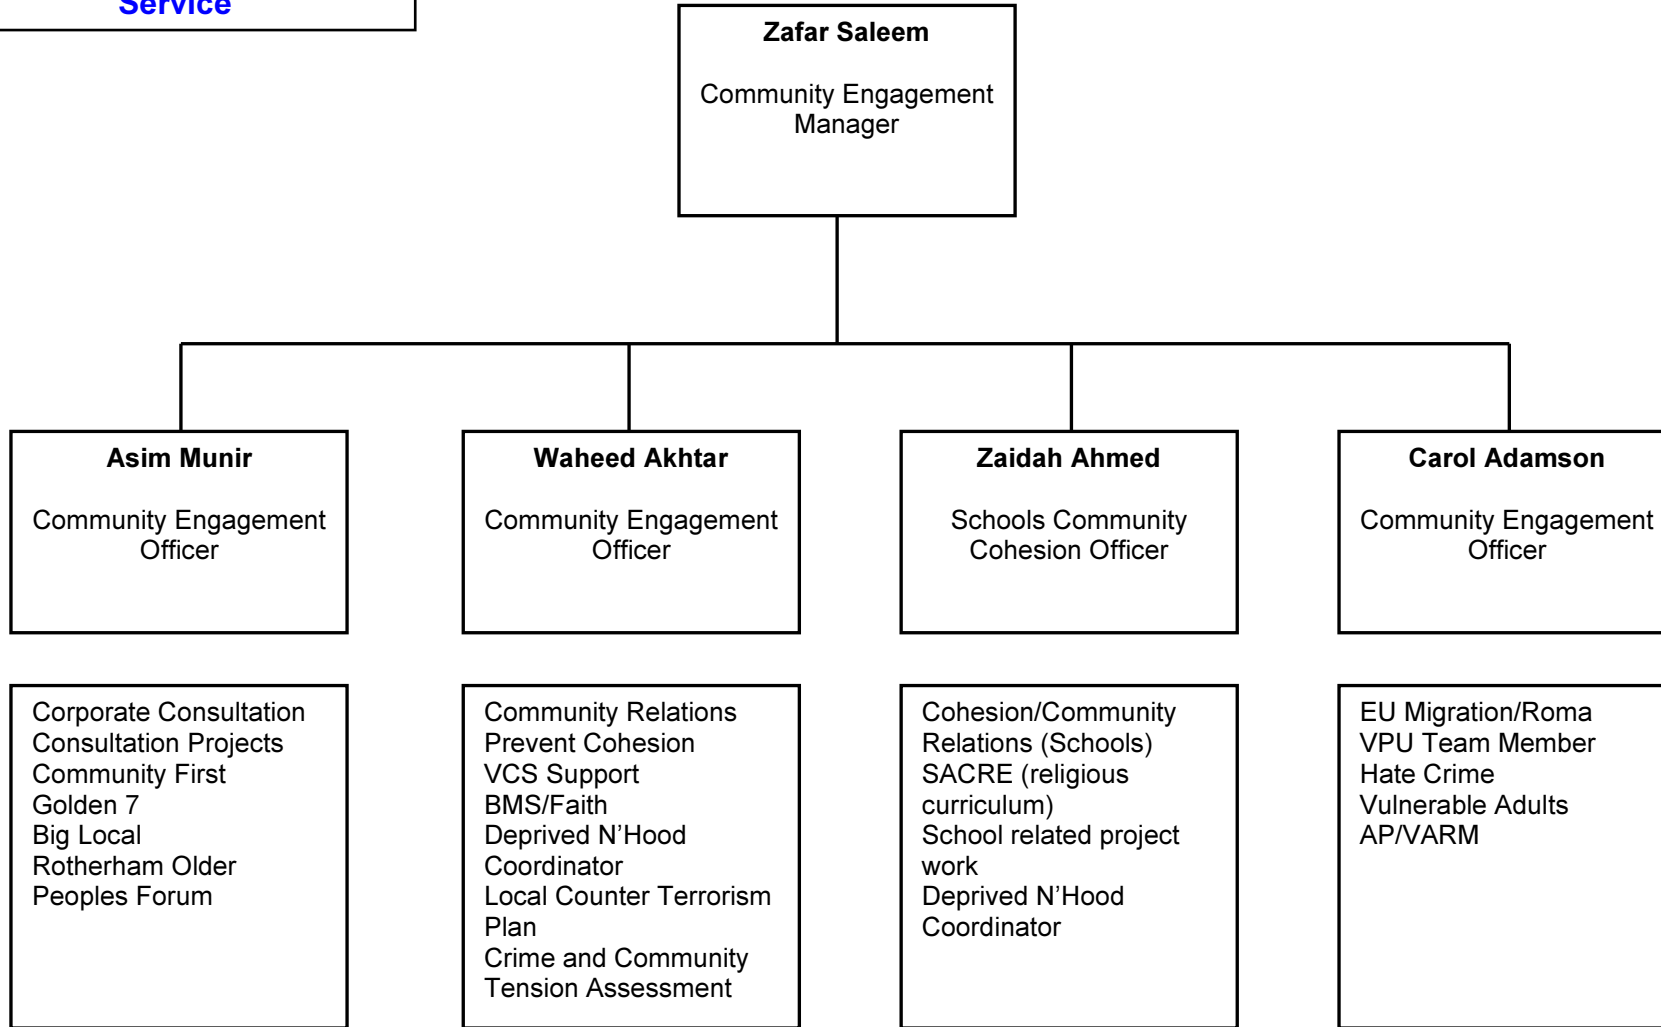 Service
Zafar Saleem
Community Engagement
Manager
Asim Munir
Community Engagement
Officer
Waheed Akhtar
Community Engagement
Officer
Zaidah Ahmed
Schools Community
Cohesion Officer
Carol Adamson
Community Engagement
Officer
Corporate Consultation
Consultation Projects
Community First
Golden 7
Big Local
Rotherham Older
Peoples Forum
Community Relations
Prevent Cohesion
VCS Support
BMS/Faith
Deprived N’Hood
Coordinator
Local Counter Terrorism
Plan
Crime and Community
Tension Assessment
Cohesion/Community
Relations (Schools)
SACRE (religious
curriculum)
School related project
work
Deprived N’Hood
Coordinator
EU Migration/Roma
VPU Team Member
Hate Crime
Vulnerable Adults
AP/VARM